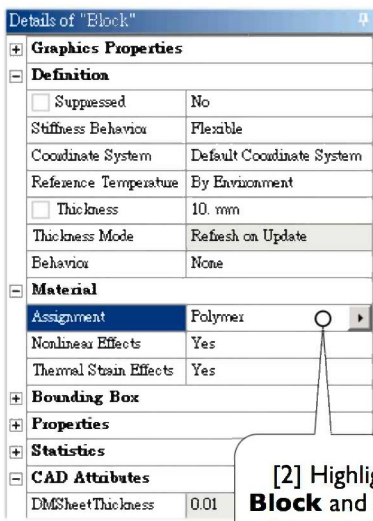 Details of "Block"
Graphics Properties
Definition
Suppressed No
Stiffness Behavior Flexible
Coordinate System Default Coordinate System
Reference Temperature By Environment
Thickness 10. mm
Thickness Mode Refresh on Update
Behavior None
Material
Assignment Polymer
Nonlinear Effects Yes
Thermal Strain Effects Yes
Bounding Box
Properties
Statistics
CAD Attributes
DMSheetThickness 0.01
[2] Highlig
Block and